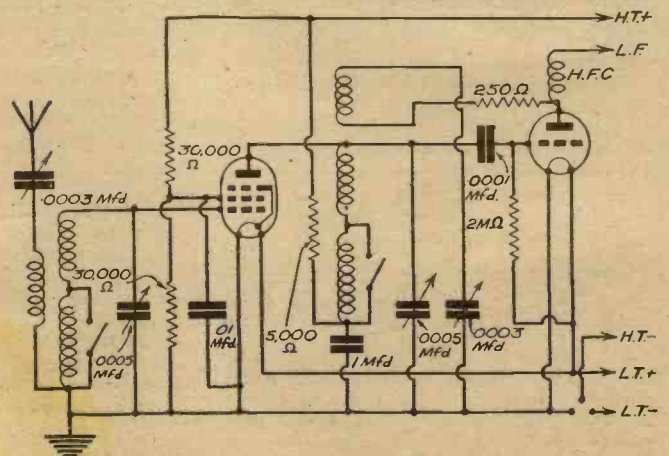 H.T.+
L.F.
H.F.C
250 Ω
30,000
Ω
.0003 Mfd
.0001
Mfd.
2MΩ
30,000
Ω
.0005
Mfd
.01
Mfd
5,000
Ω
1 Mfd
.0005
Mfd
.0003
Mfd
H.T.-
L.T.+
L.T.-